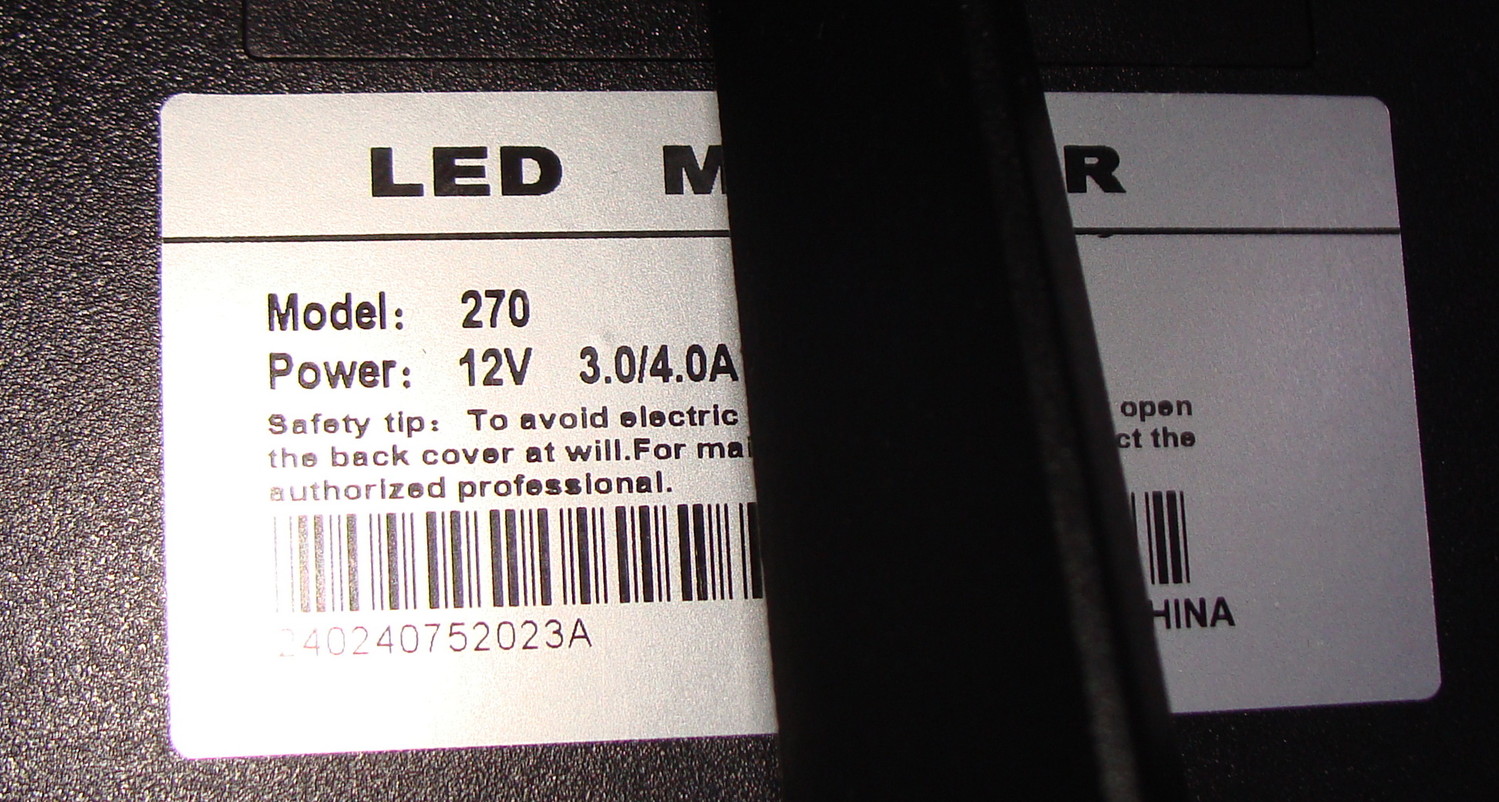 LED M R
Model: 270
Power: 12V 3.0/4.0A
Safety tip: To avoid electric open
the back cover at will.For mai ct the
authorized professional.
240240752023A
HINA